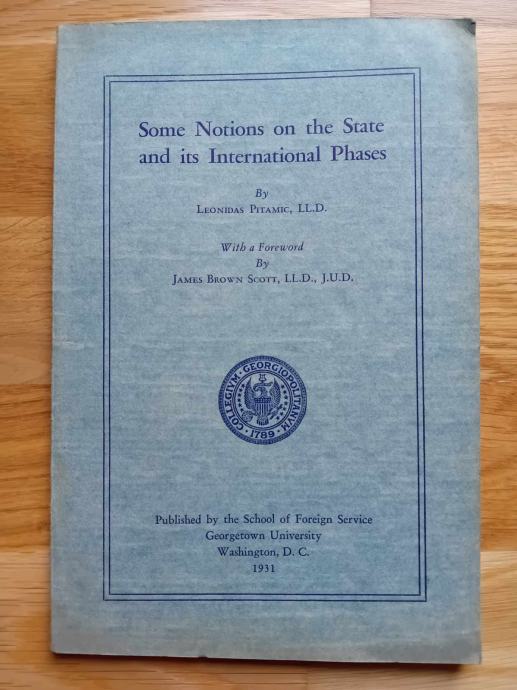 Some Notions on the State
and its International Phases
By
LEONIDAS PITAMIC, LL.D.
With a Foreword
By
JAMES BROWN SCOTT, LL.D., J.U.D.
COLLEGIVM · GEORGIOPOLITANVM
· 1789 ·
Published by the School of Foreign Service
Georgetown University
Washington, D. C.
1931